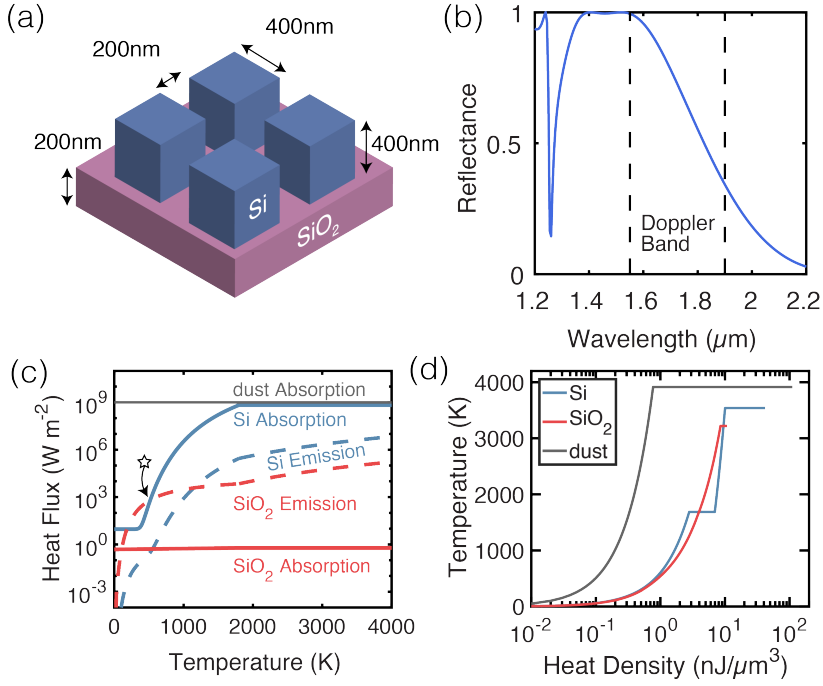 (a)
400nm
200nm
200nm
400nm
Si
SiO2
(b)
1
0.5
0
Reflectance
Doppler
Band
1.2 1.4 1.6 1.8 2 2.2
Wavelength (µm)
(c)
10^9
10^6
10^3
10^0
10^-3
Heat Flux (W m^-2)
dust Absorption
Si Absorption
Si Emission
SiO2 Emission
SiO2 Absorption
0 1000 2000 3000 4000
Temperature (K)
(d)
4000
3000
2000
1000
0
Temperature (K)
Si
SiO2
dust
10^-2 10^-1 10^0 10^1 10^2
Heat Density (nJ/µm^3)